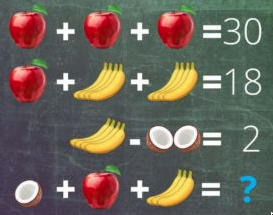 + + =30
+ + =18
- = 2
+ + = ?